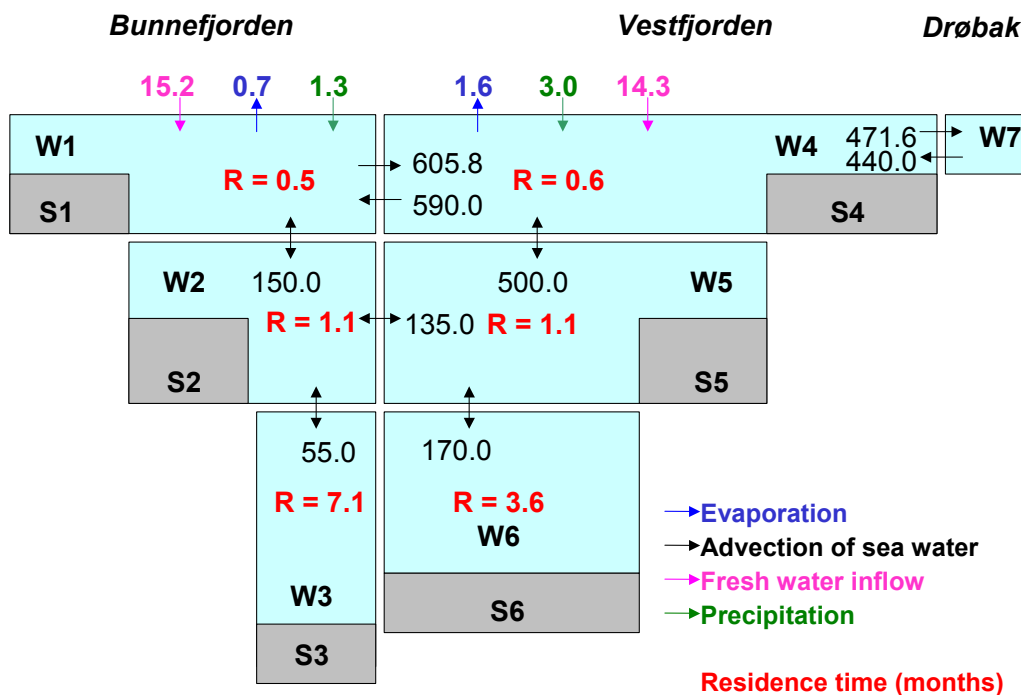 Bunnefjorden Vestfjorden Drøbak
15.2 0.7 1.3 1.6 3.0 14.3
W1 W4 471.6 W7
605.8 440.0
R = 0.5 R = 0.6
590.0
S1 S4
W2 150.0 500.0 W5
R = 1.1 135.0 R = 1.1
S2 S5
55.0 170.0
R = 7.1 R = 3.6
Evaporation
W6
Advection of sea water
Fresh water inflow
W3
S6
Precipitation
S3
Residence time (months)